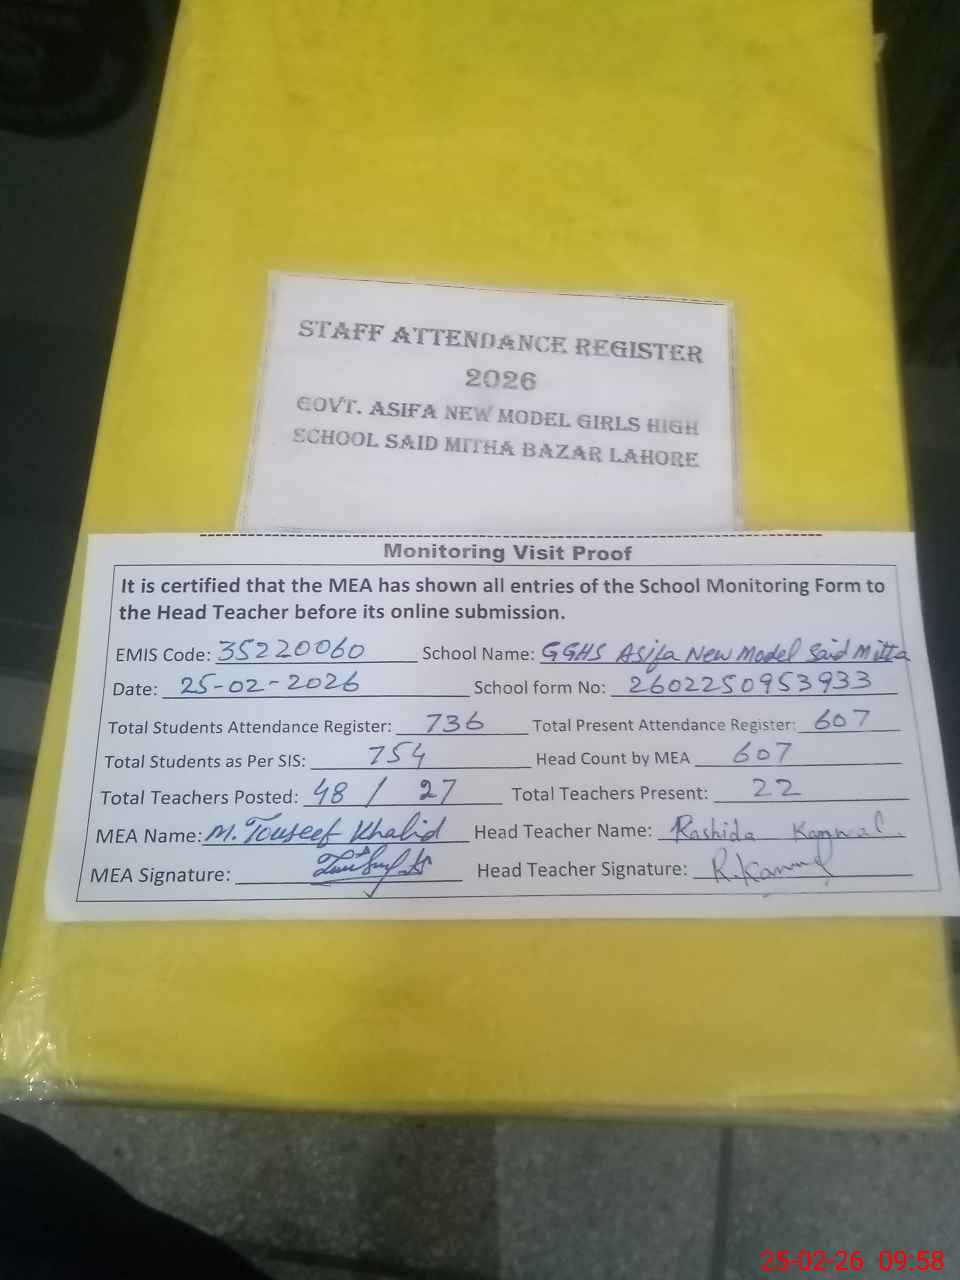 STAFF ATTENDANCE REGISTER
2026
GOVT. ASIFA NEW MODEL GIRLS HIGH
SCHOOL SAID MITHA BAZAR LAHORE
Monitoring Visit Proof
It is certified that the MEA has shown all entries of the School Monitoring Form to
the Head Teacher before its online submission.
EMIS Code: 35220060 School Name: GGHS Asifa New Model Said Mitta
Date: 25-02-2026 School form No: 2602250953933
Total Students Attendance Register: 736 Total Present Attendance Register: 607
Total Students as Per SIS: 754 Head Count by MEA 607
Total Teachers Posted: 48 / 27 Total Teachers Present: 22
MEA Name: M. Touseef Khalid Head Teacher Name: Rashida Kanwal
MEA Signature: Head Teacher Signature: R. Kanwal
25-02-26 09:58